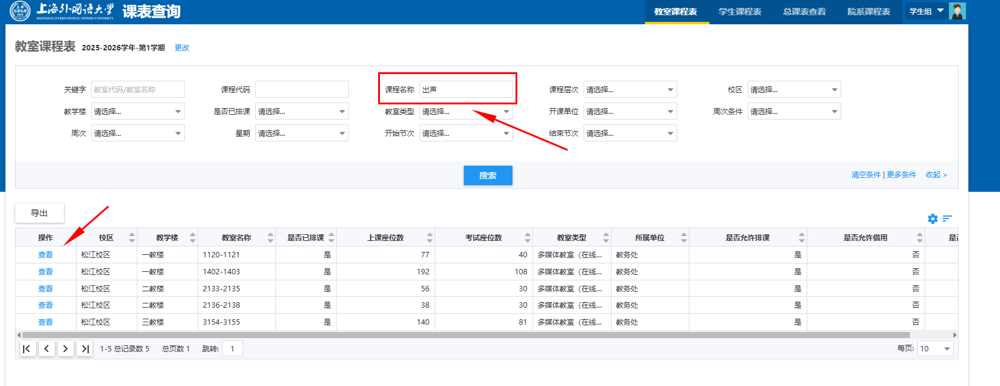 上海外国语大学 课表查询 教室课程表 学生课程表 总课表查看 院系课程表 学生组
SHANGHAI INTERNATIONAL STUDIES UNIVERSITY
教室课程表 2025-2026学年-第1学期 更改
关键字 教室代码/教室名称 课程代码 课程名称 出声 课程层次 请选择... 校区 请选择...
教学楼 请选择... 是否已排课 请选择... 教室类型 请选择... 开课单位 请选择... 周次条件 请选择...
周次 请选择... 星期 请选择... 开始节次 请选择... 结束节次 请选择...
搜索 清空条件 | 更多条件 收起 >
导出
操作 校区 教学楼 教室名称 是否已排课 上课座位数 考试座位数 教室类型 所属单位 是否允许排课 是否允许借用
查看 松江校区 一教楼 1120-1121 是 77 40 多媒体教室（在线... 教务处 是 否
查看 松江校区 一教楼 1402-1403 是 192 108 多媒体教室（在线... 教务处 是 否
查看 松江校区 二教楼 2133-2135 是 56 30 多媒体教室（在线... 教务处 是 否
查看 松江校区 二教楼 2136-2138 是 38 30 多媒体教室（在线... 教务处 是 否
查看 松江校区 三教楼 3154-3155 是 140 81 多媒体教室（在线... 教务处 是 否
1-5 总记录数 5 总页数 1 跳转: 1 每页: 10